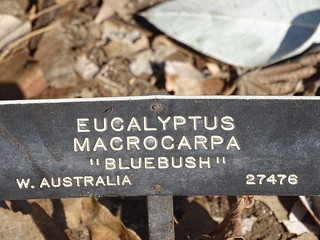 EUCALYPTUS
MACROCARPA
"BLUEBUSH"
W. AUSTRALIA 27476